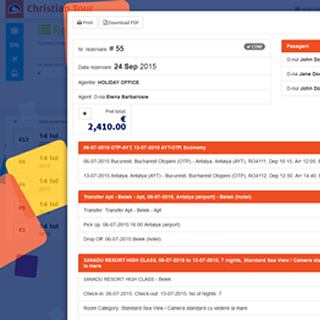 Christian Tour
Print
Download PDF
Nr. rezervare: # 55
CONF
Data rezervare: 24 Sep 2015
Agentie: HOLIDAY OFFICE
Agent: D-na Elena Barbarosie
Pret total:
€
2,410.00
Pasageri
D-nul John Do
D-na Jane Do
D-nul John Do
06-07-2015 OTP-AYT, 13-07-2015 AYT-OTP, Economy
06-07-2015 Bucuresti, Bucharest Otopeni (OTP) - Antalya, Antalya (AYT), RO4111, Dep 10:15, Arr 12:05,
13-07-2015 Antalya, Antalya (AYT) - Bucuresti, Bucharest Otopeni (OTP), RO4112, Dep 12:50, Arr 14:40,
Transfer Apt - Belek - Apt, 06-07-2015, Antalya (airport) - Belek (hotel)
Transfer: Transfer Apt - Belek - Apt
Pick Up: 06-07-2015 16:00 Antalya (airport)
Drop Off: 06-07-2015 Belek (hotel)
XANADU RESORT HIGH CLASS, 06-07-2015 to 13-07-2015, 7 nights, Standard Sea View / Camera sta
la mare
XANADU RESORT HIGH CLASS - Belek
Check-in: 06-07-2015, Check-out: 13-07-2015, No of Nights: 7
Room Category: Standard Sea View / Camera standard cu vedere la mare
14 Iul
14 Iul
14 Iul
14 Iul